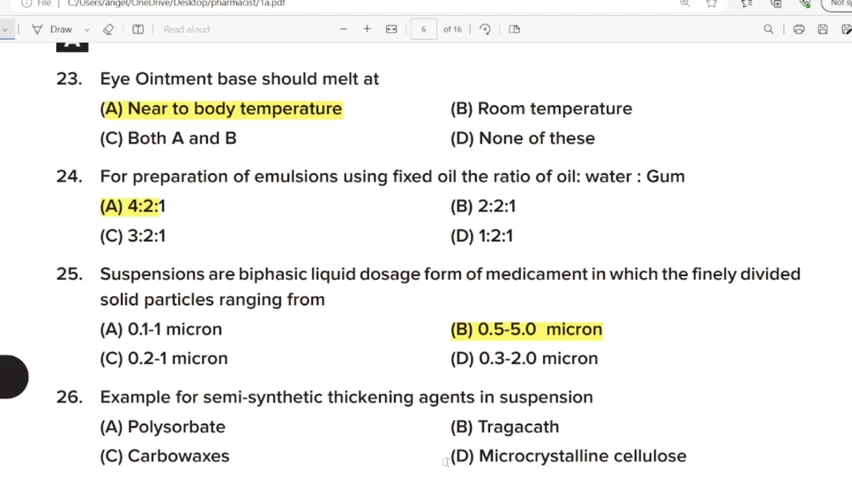 File | C:/Users/angel/OneDrive/Desktop/pharmacist/1a.pdf
Not sy
Draw Read aloud 6 of 16
A
23. Eye Ointment base should melt at
(A) Near to body temperature (B) Room temperature
(C) Both A and B (D) None of these
24. For preparation of emulsions using fixed oil the ratio of oil: water : Gum
(A) 4:2:1 (B) 2:2:1
(C) 3:2:1 (D) 1:2:1
25. Suspensions are biphasic liquid dosage form of medicament in which the finely divided
solid particles ranging from
(A) 0.1-1 micron (B) 0.5-5.0 micron
(C) 0.2-1 micron (D) 0.3-2.0 micron
26. Example for semi-synthetic thickening agents in suspension
(A) Polysorbate (B) Tragacath
(C) Carbowaxes (D) Microcrystalline cellulose